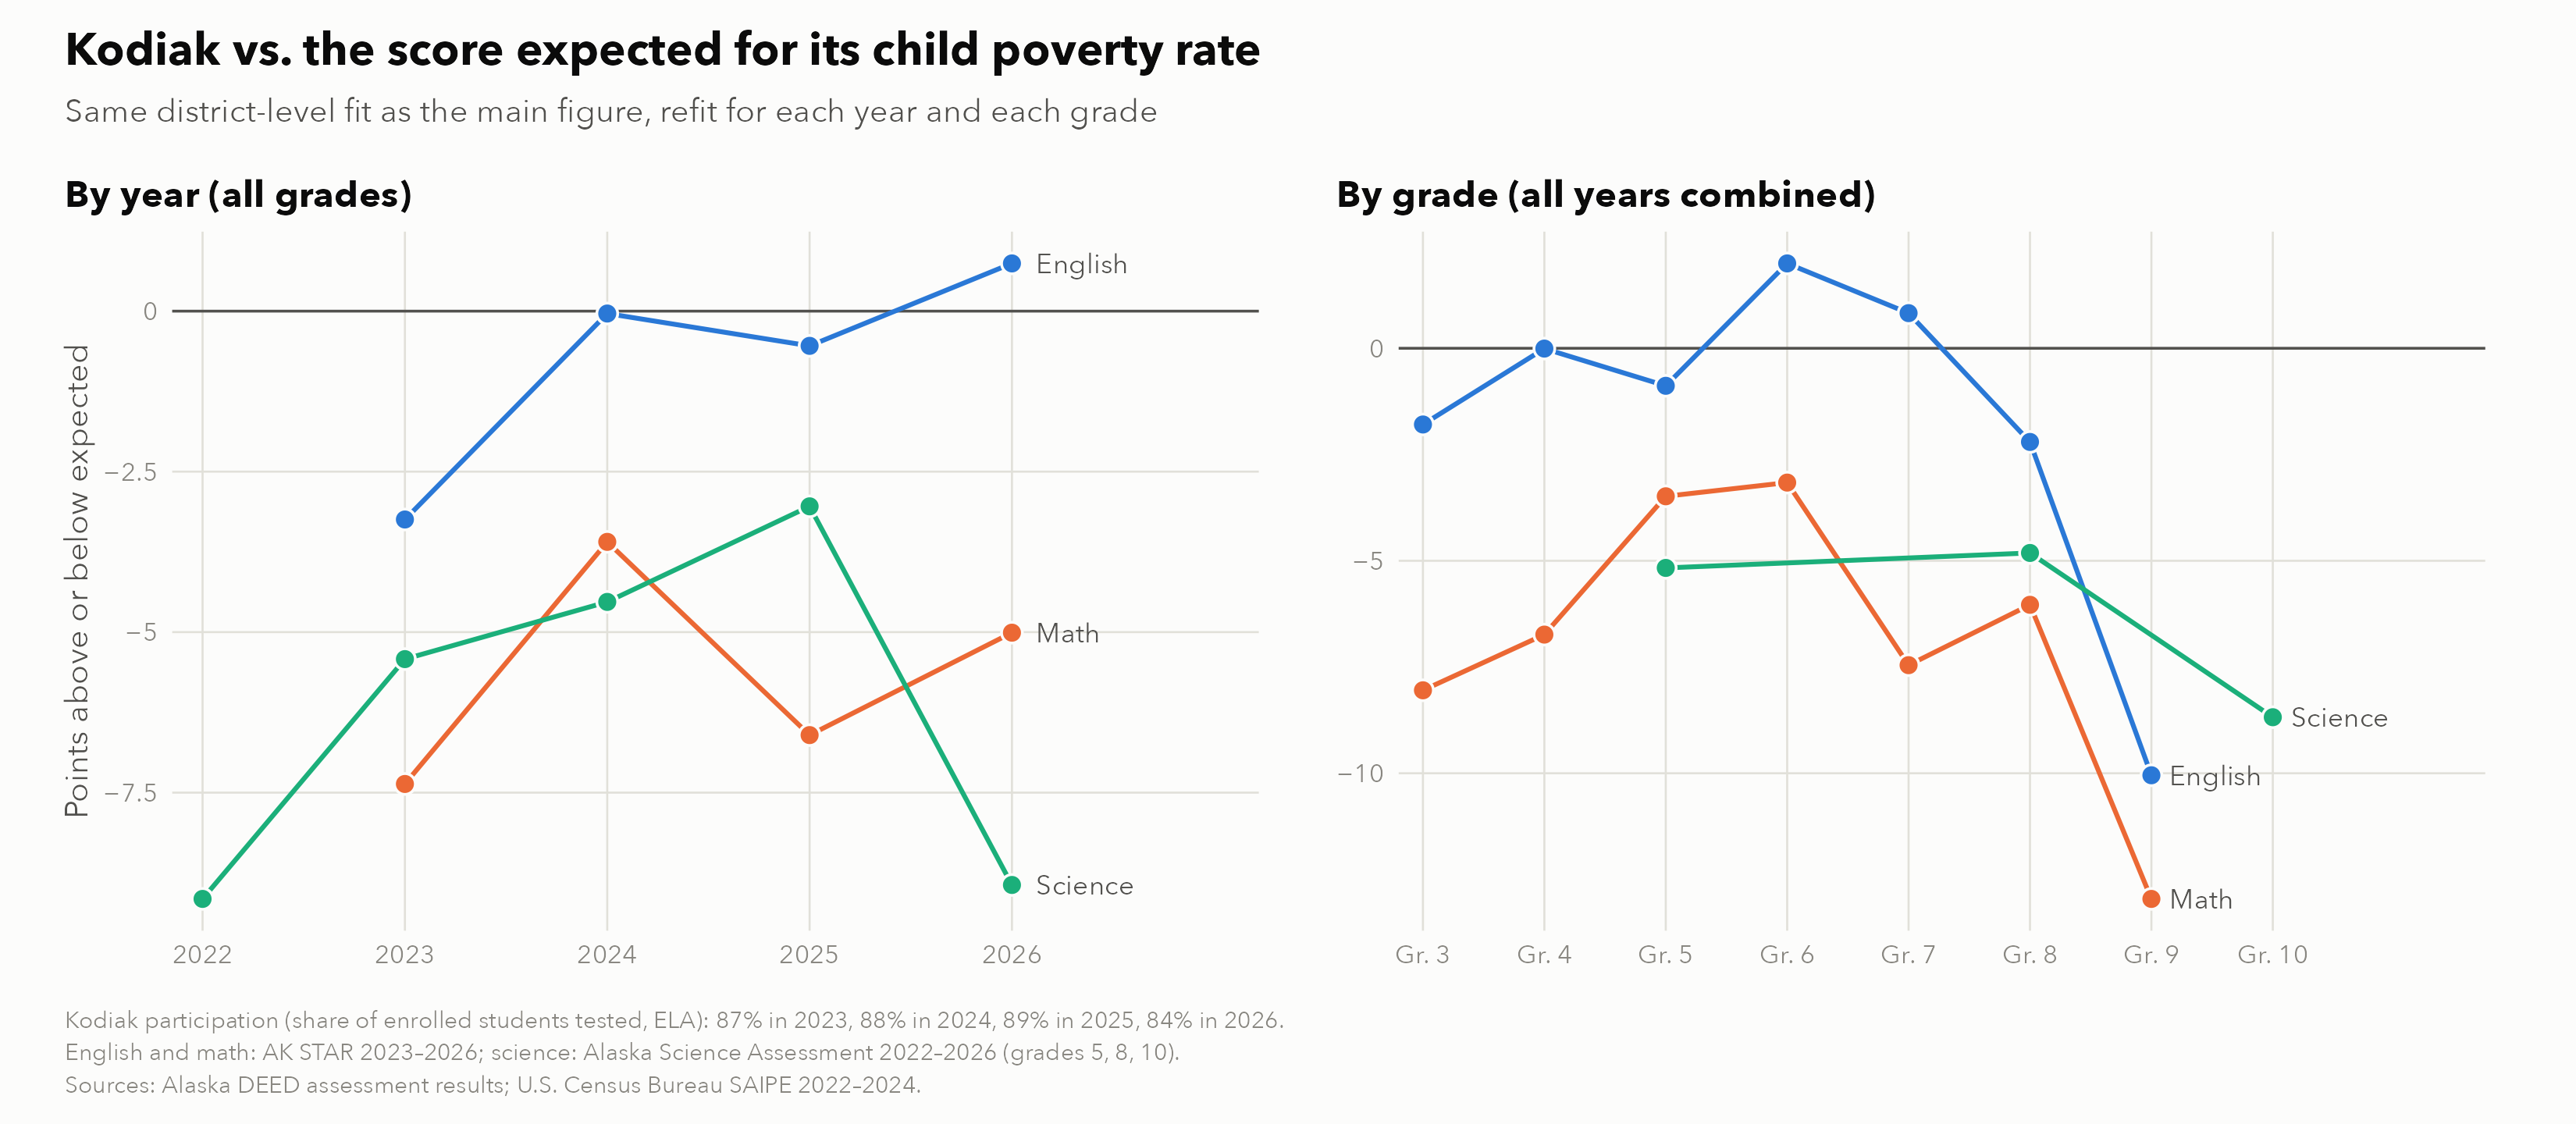 Kodiak vs. the score expected for its child poverty rate
Same district-level fit as the main figure, refit for each year and each grade
By year (all grades)
Points above or below expected
0
−2.5
−5
−7.5
English
Math
Science
2022
2023
2024
2025
2026
By grade (all years combined)
0
−5
−10
Science
English
Math
Gr. 3
Gr. 4
Gr. 5
Gr. 6
Gr. 7
Gr. 8
Gr. 9
Gr. 10
Kodiak participation (share of enrolled students tested, ELA): 87% in 2023, 88% in 2024, 89% in 2025, 84% in 2026.
English and math: AK STAR 2023–2026; science: Alaska Science Assessment 2022–2026 (grades 5, 8, 10).
Sources: Alaska DEED assessment results; U.S. Census Bureau SAIPE 2022–2024.